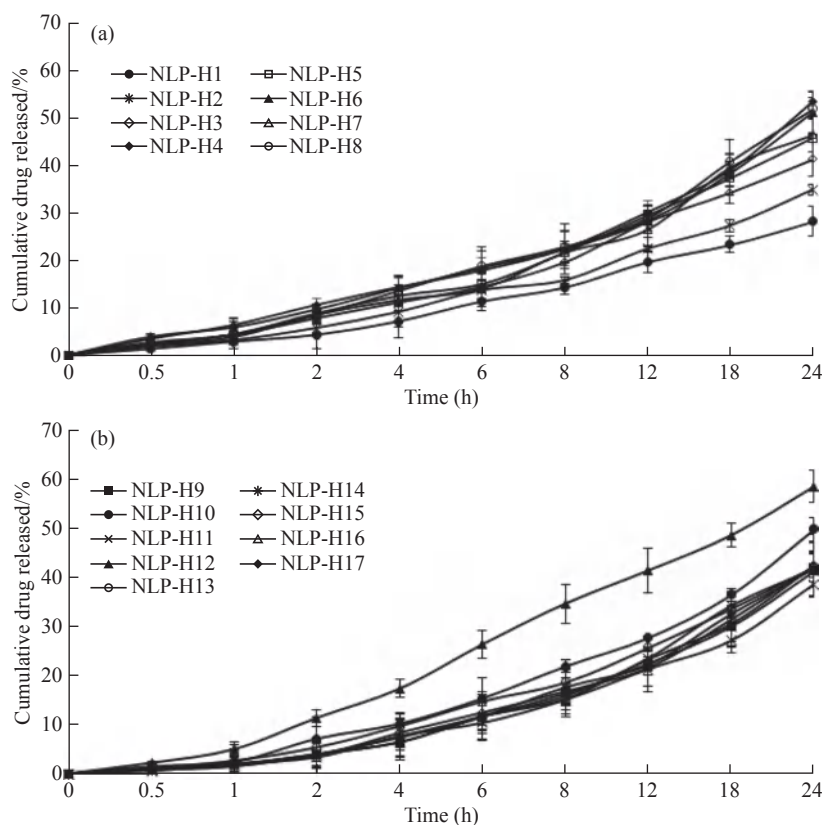 (a)
70
60
50
40
30
20
10
0
Cumulative drug released/%
NLP-H1 NLP-H5
NLP-H2 NLP-H6
NLP-H3 NLP-H7
NLP-H4 NLP-H8
0 0.5 1 2 4 6 8 12 18 24
Time (h)
(b)
70
60
50
40
30
20
10
0
Cumulative drug released/%
NLP-H9 NLP-H14
NLP-H10 NLP-H15
NLP-H11 NLP-H16
NLP-H12 NLP-H17
NLP-H13
0 0.5 1 2 4 6 8 12 18 24
Time (h)